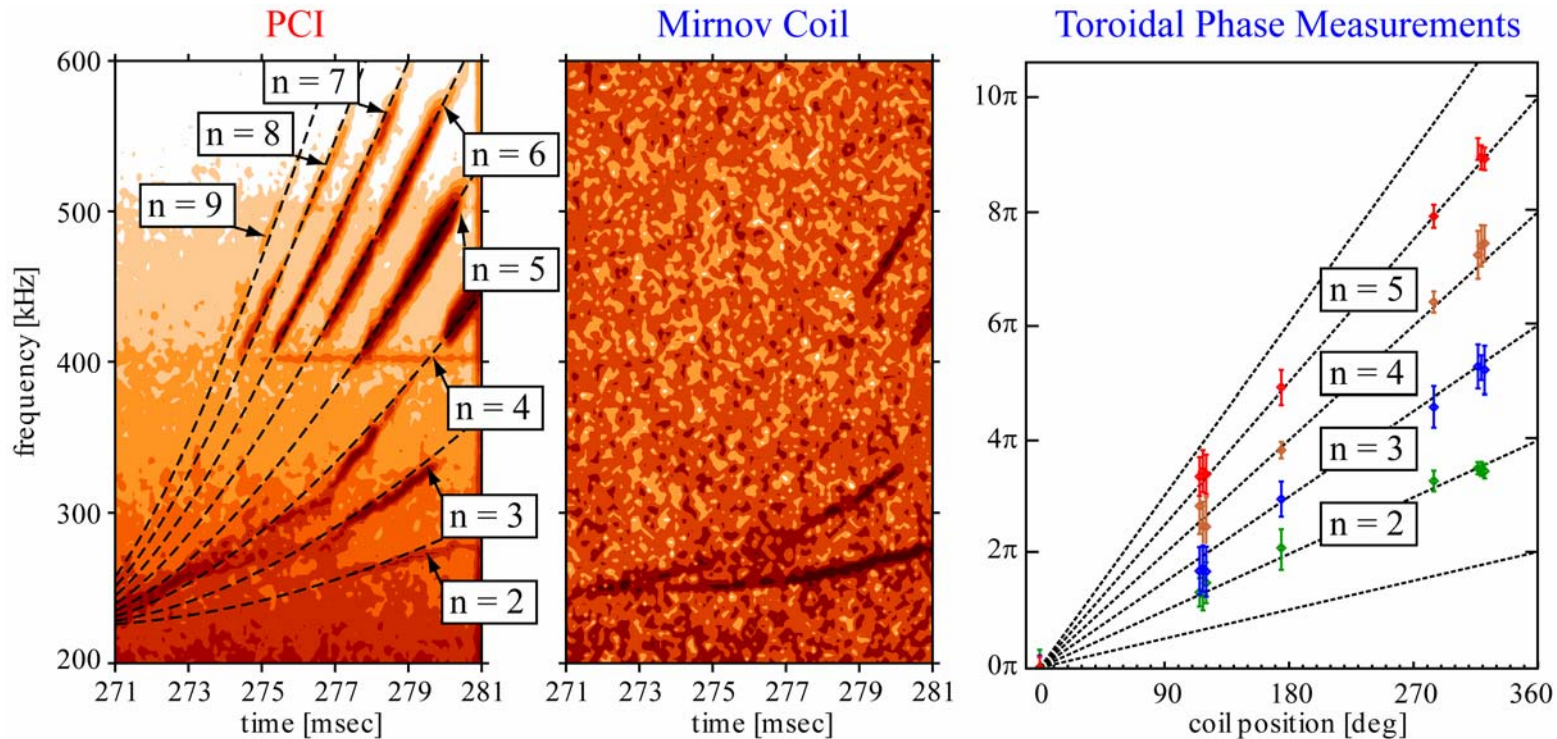 PCI
Mirnov Coil
Toroidal Phase Measurements
frequency [kHz]
600
500
400
300
200
n = 7
n = 8
n = 9
n = 6
n = 5
n = 4
n = 3
n = 2
271 273 275 277 279 281
time [msec]
271 273 275 277 279 281
time [msec]
10π
8π
6π
4π
2π
0π
n = 5
n = 4
n = 3
n = 2
0 90 180 270 360
coil position [deg]